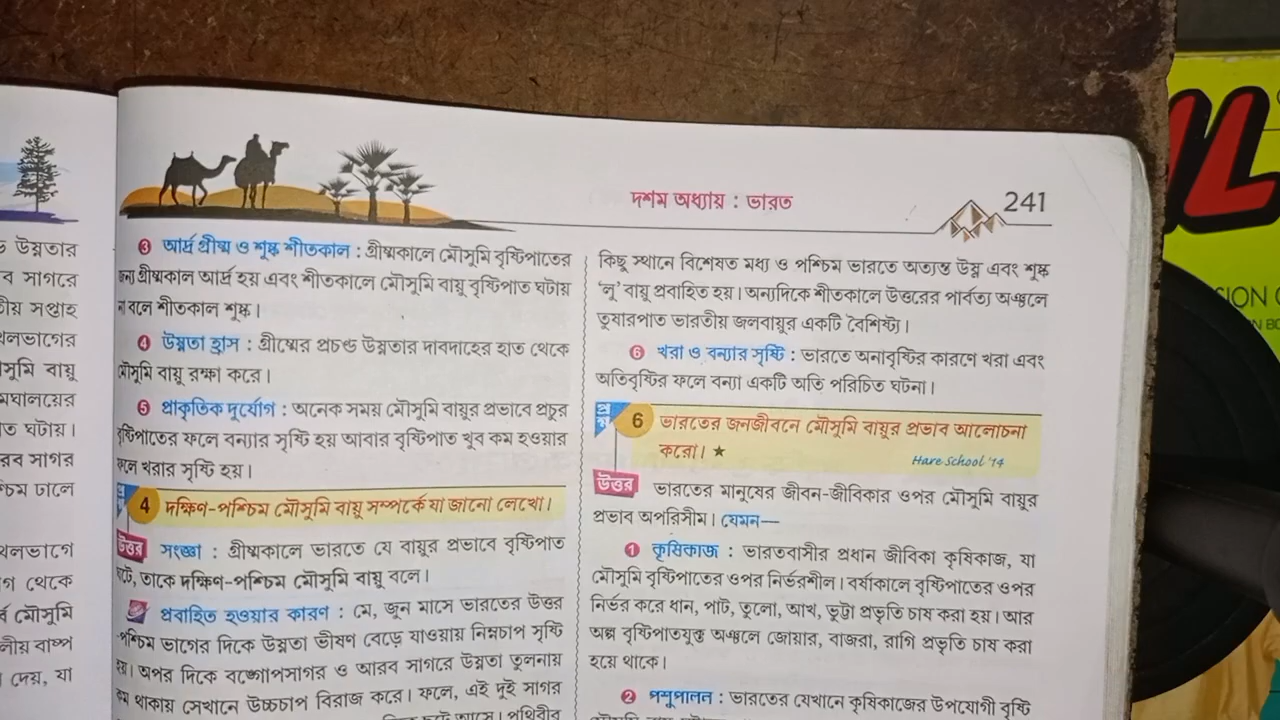 দশম অধ্যায় : ভারত
241
❸ আর্দ্র গ্রীষ্ম ও শুষ্ক শীতকাল : গ্রীষ্মকালে মৌসুমি বৃষ্টিপাতের
জন্য গ্রীষ্মকাল আর্দ্র হয় এবং শীতকালে মৌসুমি বায়ু বৃষ্টিপাত ঘটায়
না বলে শীতকাল শুষ্ক।
❹ উষ্ণতা হ্রাস : গ্রীষ্মের প্রচণ্ড উষ্ণতার দাবদাহের হাত থেকে
মৌসুমি বায়ু রক্ষা করে।
❺ প্রাকৃতিক দুর্যোগ : অনেক সময় মৌসুমি বায়ুর প্রভাবে প্রচুর
বৃষ্টিপাতের ফলে বন্যার সৃষ্টি হয় আবার বৃষ্টিপাত খুব কম হওয়ার
ফলে খরার সৃষ্টি হয়।
4 দক্ষিণ-পশ্চিম মৌসুমি বায়ু সম্পর্কে যা জানো লেখো।
উত্তর সংজ্ঞা : গ্রীষ্মকালে ভারতে যে বায়ুর প্রভাবে বৃষ্টিপাত
ঘটে, তাকে দক্ষিণ-পশ্চিম মৌসুমি বায়ু বলে।
প্রবাহিত হওয়ার কারণ : মে, জুন মাসে ভারতের উত্তর
-পশ্চিম ভাগের দিকে উষ্ণতা ভীষণ বেড়ে যাওয়ায় নিম্নচাপ সৃষ্টি
হয়। অপর দিকে বঙ্গোপসাগর ও আরব সাগরে উষ্ণতা তুলনায়
কম থাকায় সেখানে উচ্চচাপ বিরাজ করে। ফলে, এই দুই সাগর
আসে। পৃথিবীর
কিছু স্থানে বিশেষত মধ্য ও পশ্চিম ভারতে অত্যন্ত উষ্ণ এবং শুষ্ক
‘লু’ বায়ু প্রবাহিত হয়। অন্যদিকে শীতকালে উত্তরের পার্বত্য অঞ্চলে
তুষারপাত ভারতীয় জলবায়ুর একটি বৈশিষ্ট্য।
❻ খরা ও বন্যার সৃষ্টি : ভারতে অনাবৃষ্টির কারণে খরা এবং
অতিবৃষ্টির ফলে বন্যা একটি অতি পরিচিত ঘটনা।
প্রশ্ন 6 ভারতের জনজীবনে মৌসুমি বায়ুর প্রভাব আলোচনা
করো। ★ Hare School '14
উত্তর ভারতের মানুষের জীবন-জীবিকার ওপর মৌসুমি বায়ুর
প্রভাব অপরিসীম। যেমন—
❶ কৃষিকাজ : ভারতবাসীর প্রধান জীবিকা কৃষিকাজ, যা
মৌসুমি বৃষ্টিপাতের ওপর নির্ভরশীল। বর্ষাকালে বৃষ্টিপাতের ওপর
নির্ভর করে ধান, পাট, তুলো, আখ, ভুট্টা প্রভৃতি চাষ করা হয়। আর
অল্প বৃষ্টিপাতযুক্ত অঞ্চলে জোয়ার, বাজরা, রাগি প্রভৃতি চাষ করা
হয়ে থাকে।
❷ পশুপালন : ভারতের যেখানে কৃষিকাজের উপযোগী বৃষ্টি